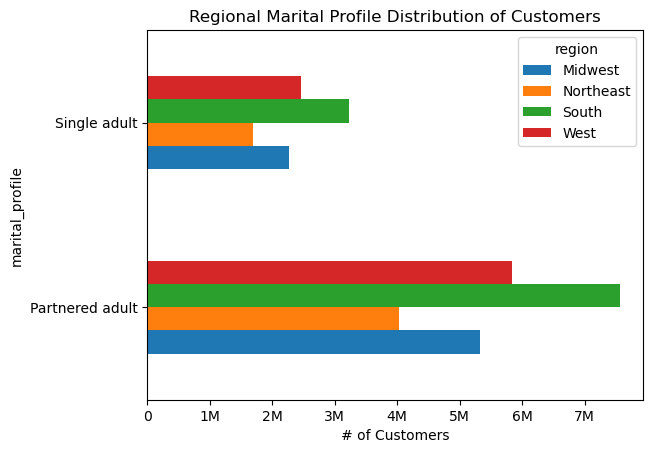 Regional Marital Profile Distribution of Customers
region
Midwest
Northeast
South
West
Single adult
Partnered adult
marital_profile
0 1M 2M 3M 4M 5M 6M 7M
# of Customers